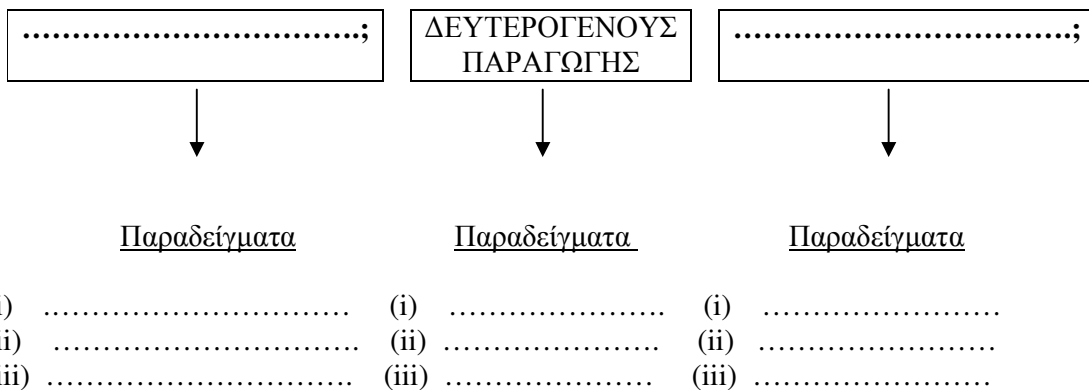 ……………………………..; ΔΕΥΤΕΡΟΓΕΝΟΥΣ ……………………………..;
ΠΑΡΑΓΩΓΗΣ
Παραδείγματα Παραδείγματα Παραδείγματα
i) …………………………… (i) ………………….. (i) ……………………
ii) ………………………….. (ii) …………………….. (ii) ……………………
iii) ………………………….. (iii) ………………… (iii) ……………………